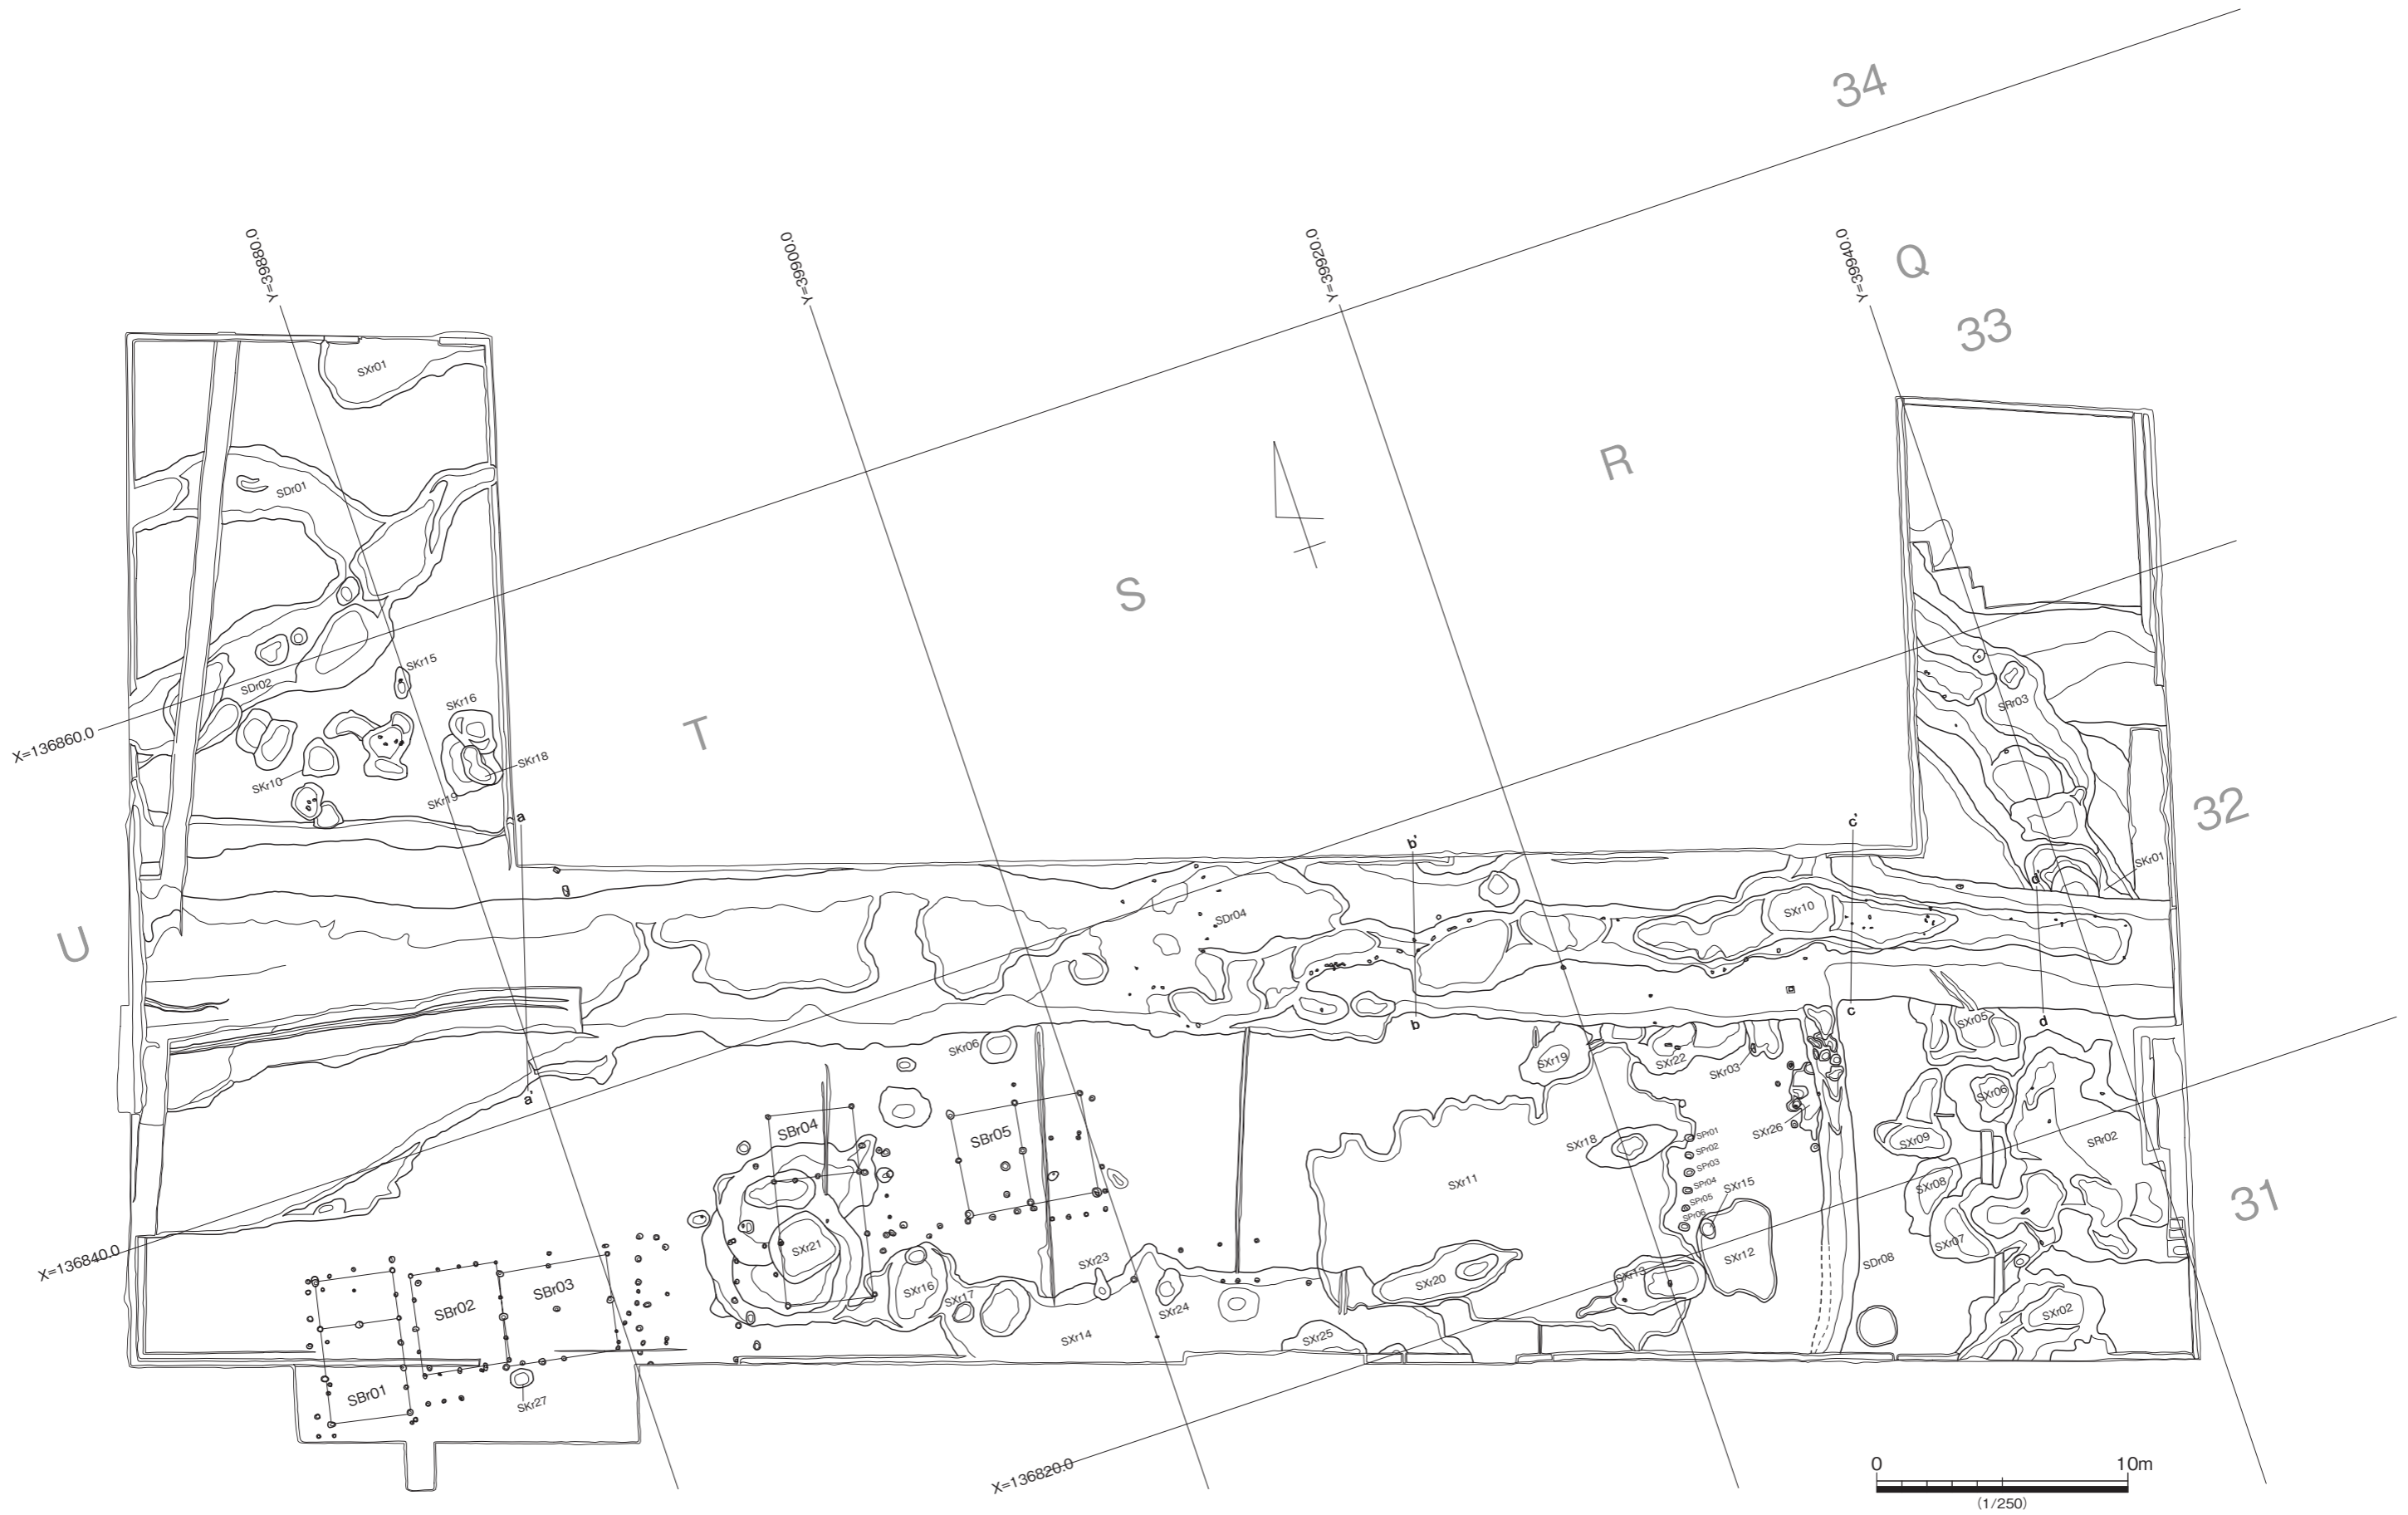 34
Q
33
Y=39880.0
Y=39900.0
Y=39920.0
Y=39940.0
SXr01
R
SDr01
S
SKr15
SDr02
SKr16
X=136860.0
T
SKr18
SKr10
SKr19
SRr03
32
a
b'
c'
SKr01
d'
SXr10
SDr04
U
c
b
d
SXr05
SKr06
SXr19
SXr22
SKr03
a'
SXr06
SBr04
SBr05
SXr26
SXr18
SPr01
SPr02
SPr03
SPr04
SPr05
SPr06
SXr09
SRr02
SXr11
SXr15
SXr08
31
X=136840.0
SXr21
SXr07
SXr23
SXr12
SDr08
SXr16
SXr17
SXr20
SXr13
SBr03
SBr02
SXr24
SXr02
SXr14
SXr25
SBr01
SKr27
X=136820.0
0 10m
(1/250)